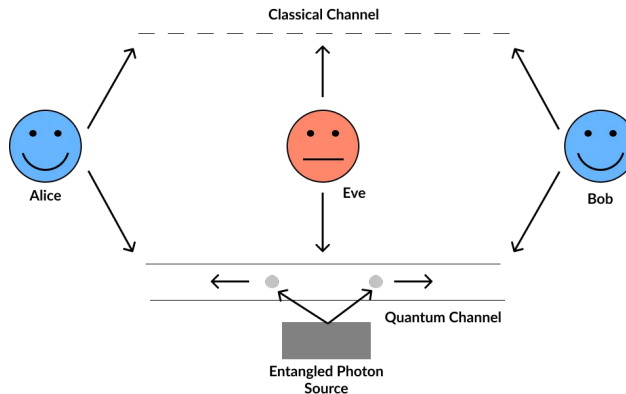 Classical Channel
Alice
Eve
Bob
Quantum Channel
Entangled Photon
Source